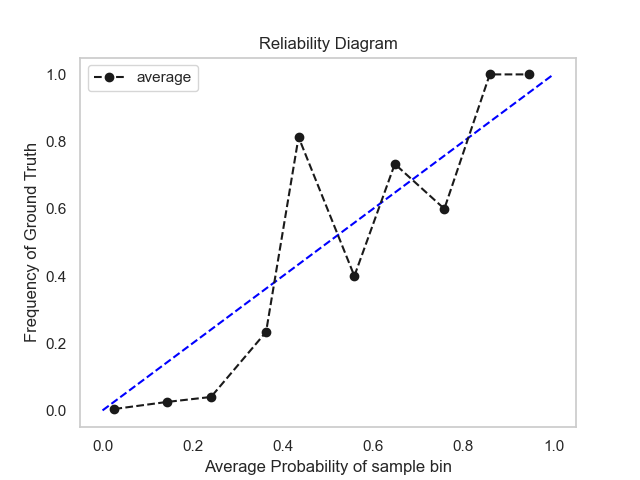 Reliability Diagram
average
Frequency of Ground Truth
1.0
0.8
0.6
0.4
0.2
0.0
0.0 0.2 0.4 0.6 0.8 1.0
Average Probability of sample bin